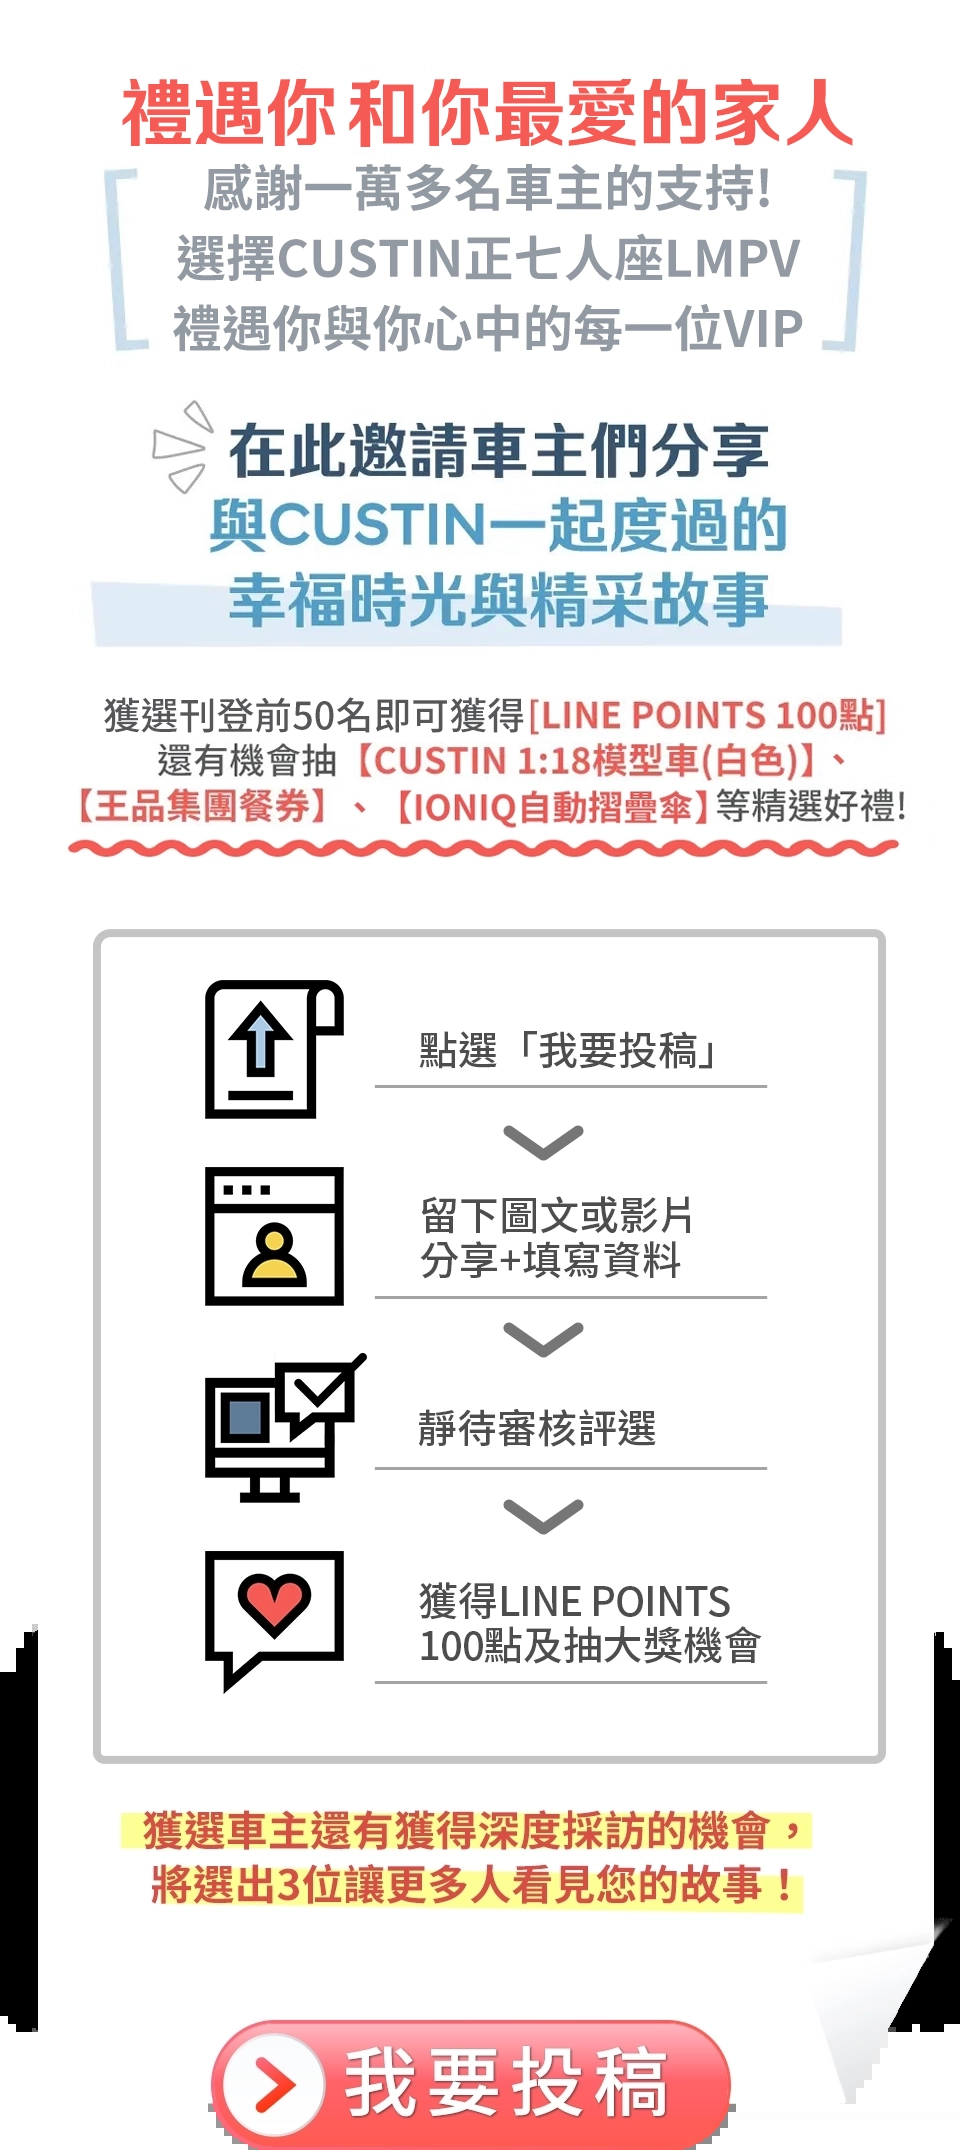 禮遇你和你最愛的家人
感謝一萬多名車主的支持!
選擇CUSTIN正七人座LMPV
禮遇你與你心中的每一位VIP
在此邀請車主們分享
與CUSTIN一起度過的
幸福時光與精采故事
獲選刊登前50名即可獲得[LINE POINTS 100點]
還有機會抽【CUSTIN 1:18模型車(白色)】、
【王品集團餐券】、【IONIQ自動摺疊傘】等精選好禮!
點選「我要投稿」
留下圖文或影片
分享+填寫資料
靜待審核評選
獲得LINE POINTS
100點及抽大獎機會
獲選車主還有獲得深度採訪的機會，
將選出3位讓更多人看見您的故事！
我要投稿